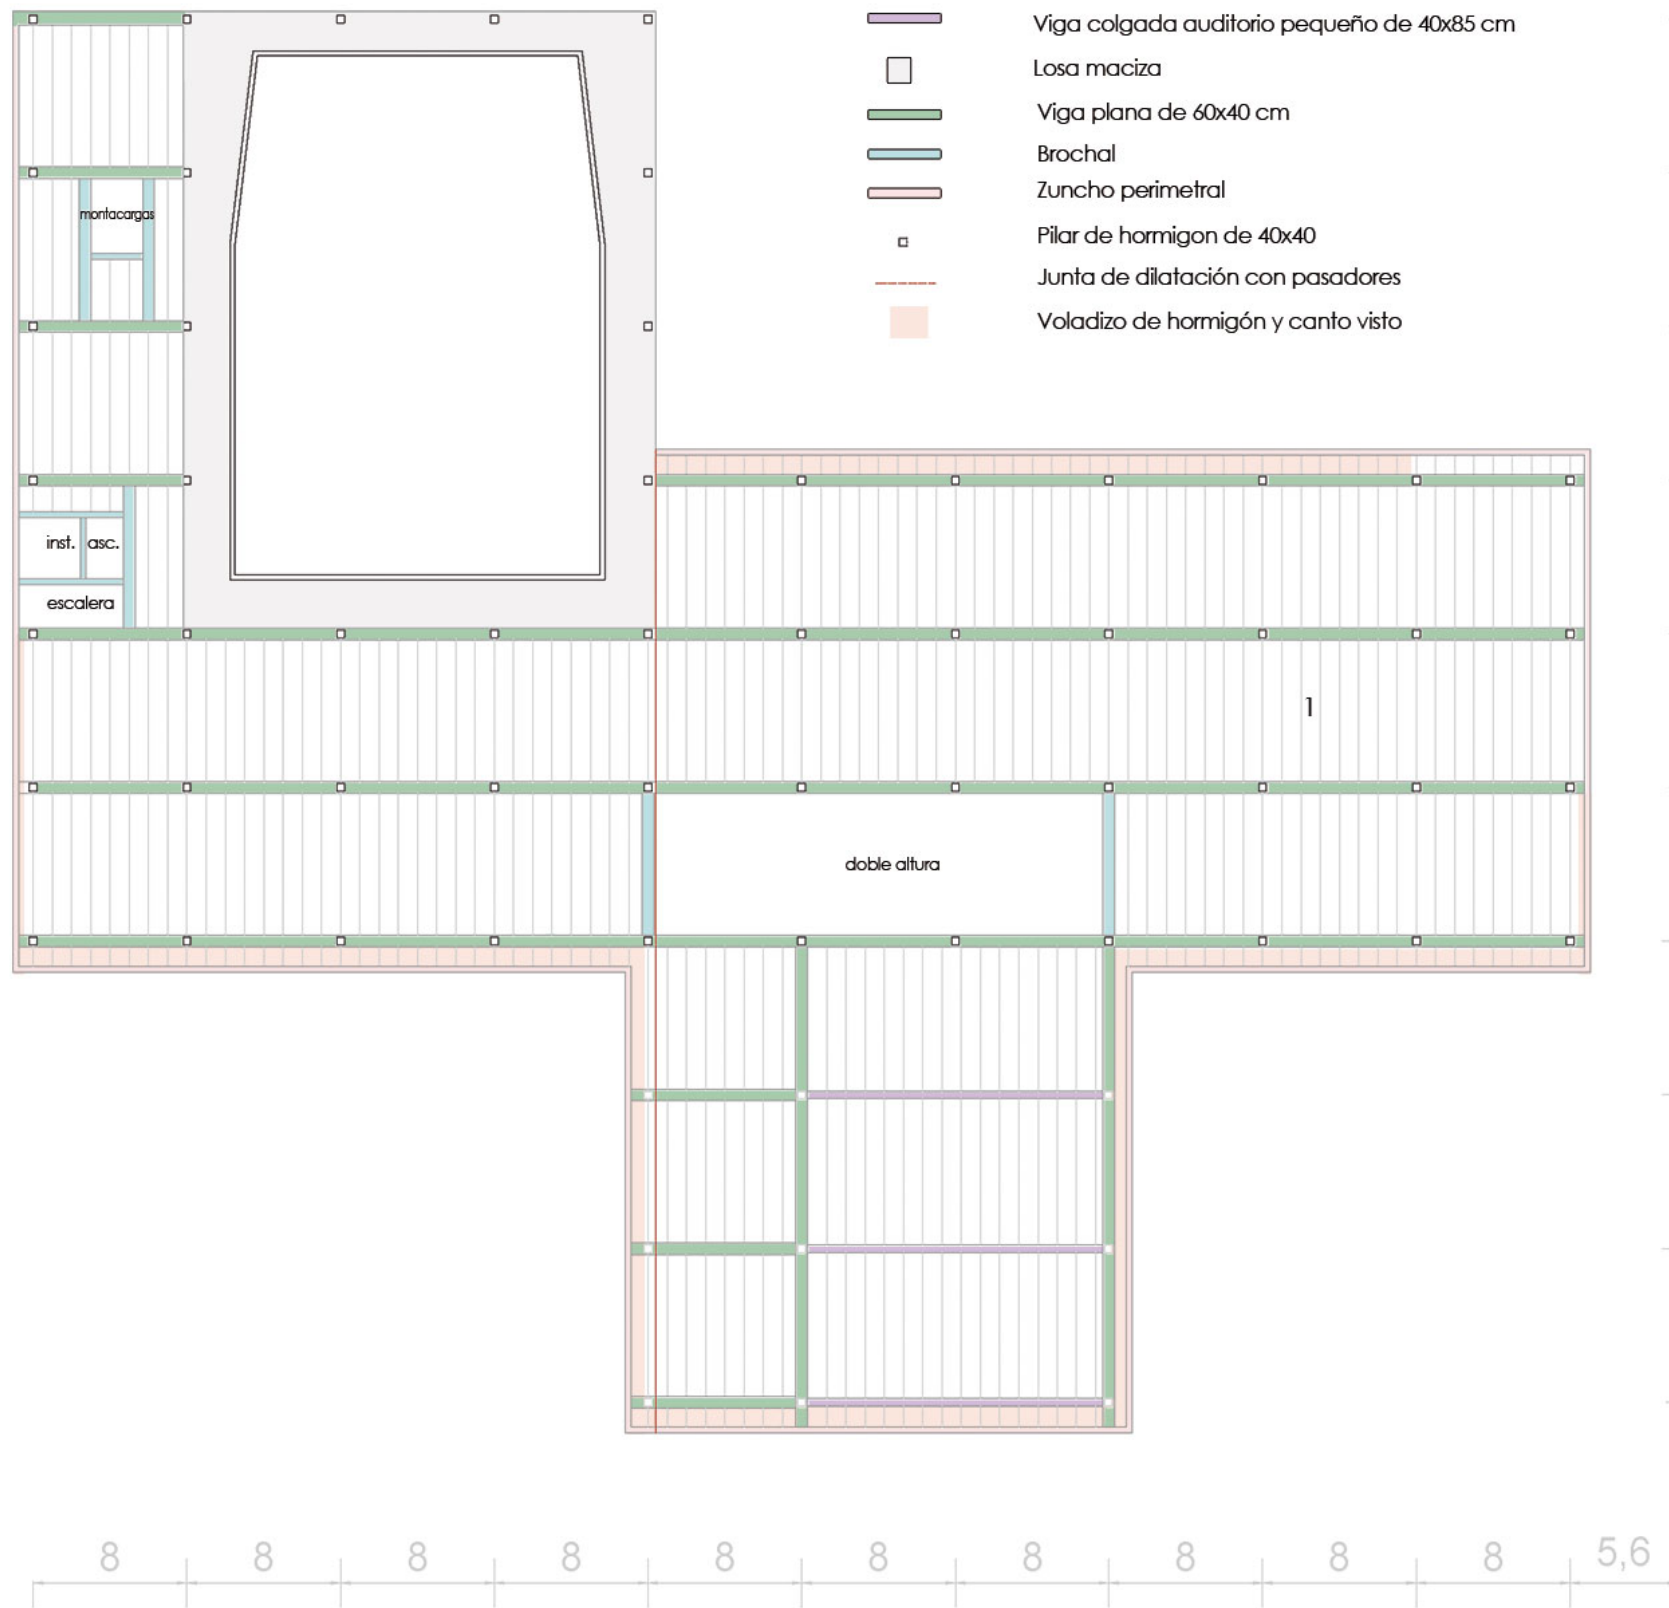 Viga colgada auditorio pequeño de 40x85 cm
Losa maciza
Viga plana de 60x40 cm
Brochal
Zuncho perimetral
Pilar de hormigon de 40x40
Junta de dilatación con pasadores
Voladizo de hormigón y canto visto
montacargas
inst. asc.
escalera
1
doble altura
8 8 8 8 8 8 8 8 8 8 5,6